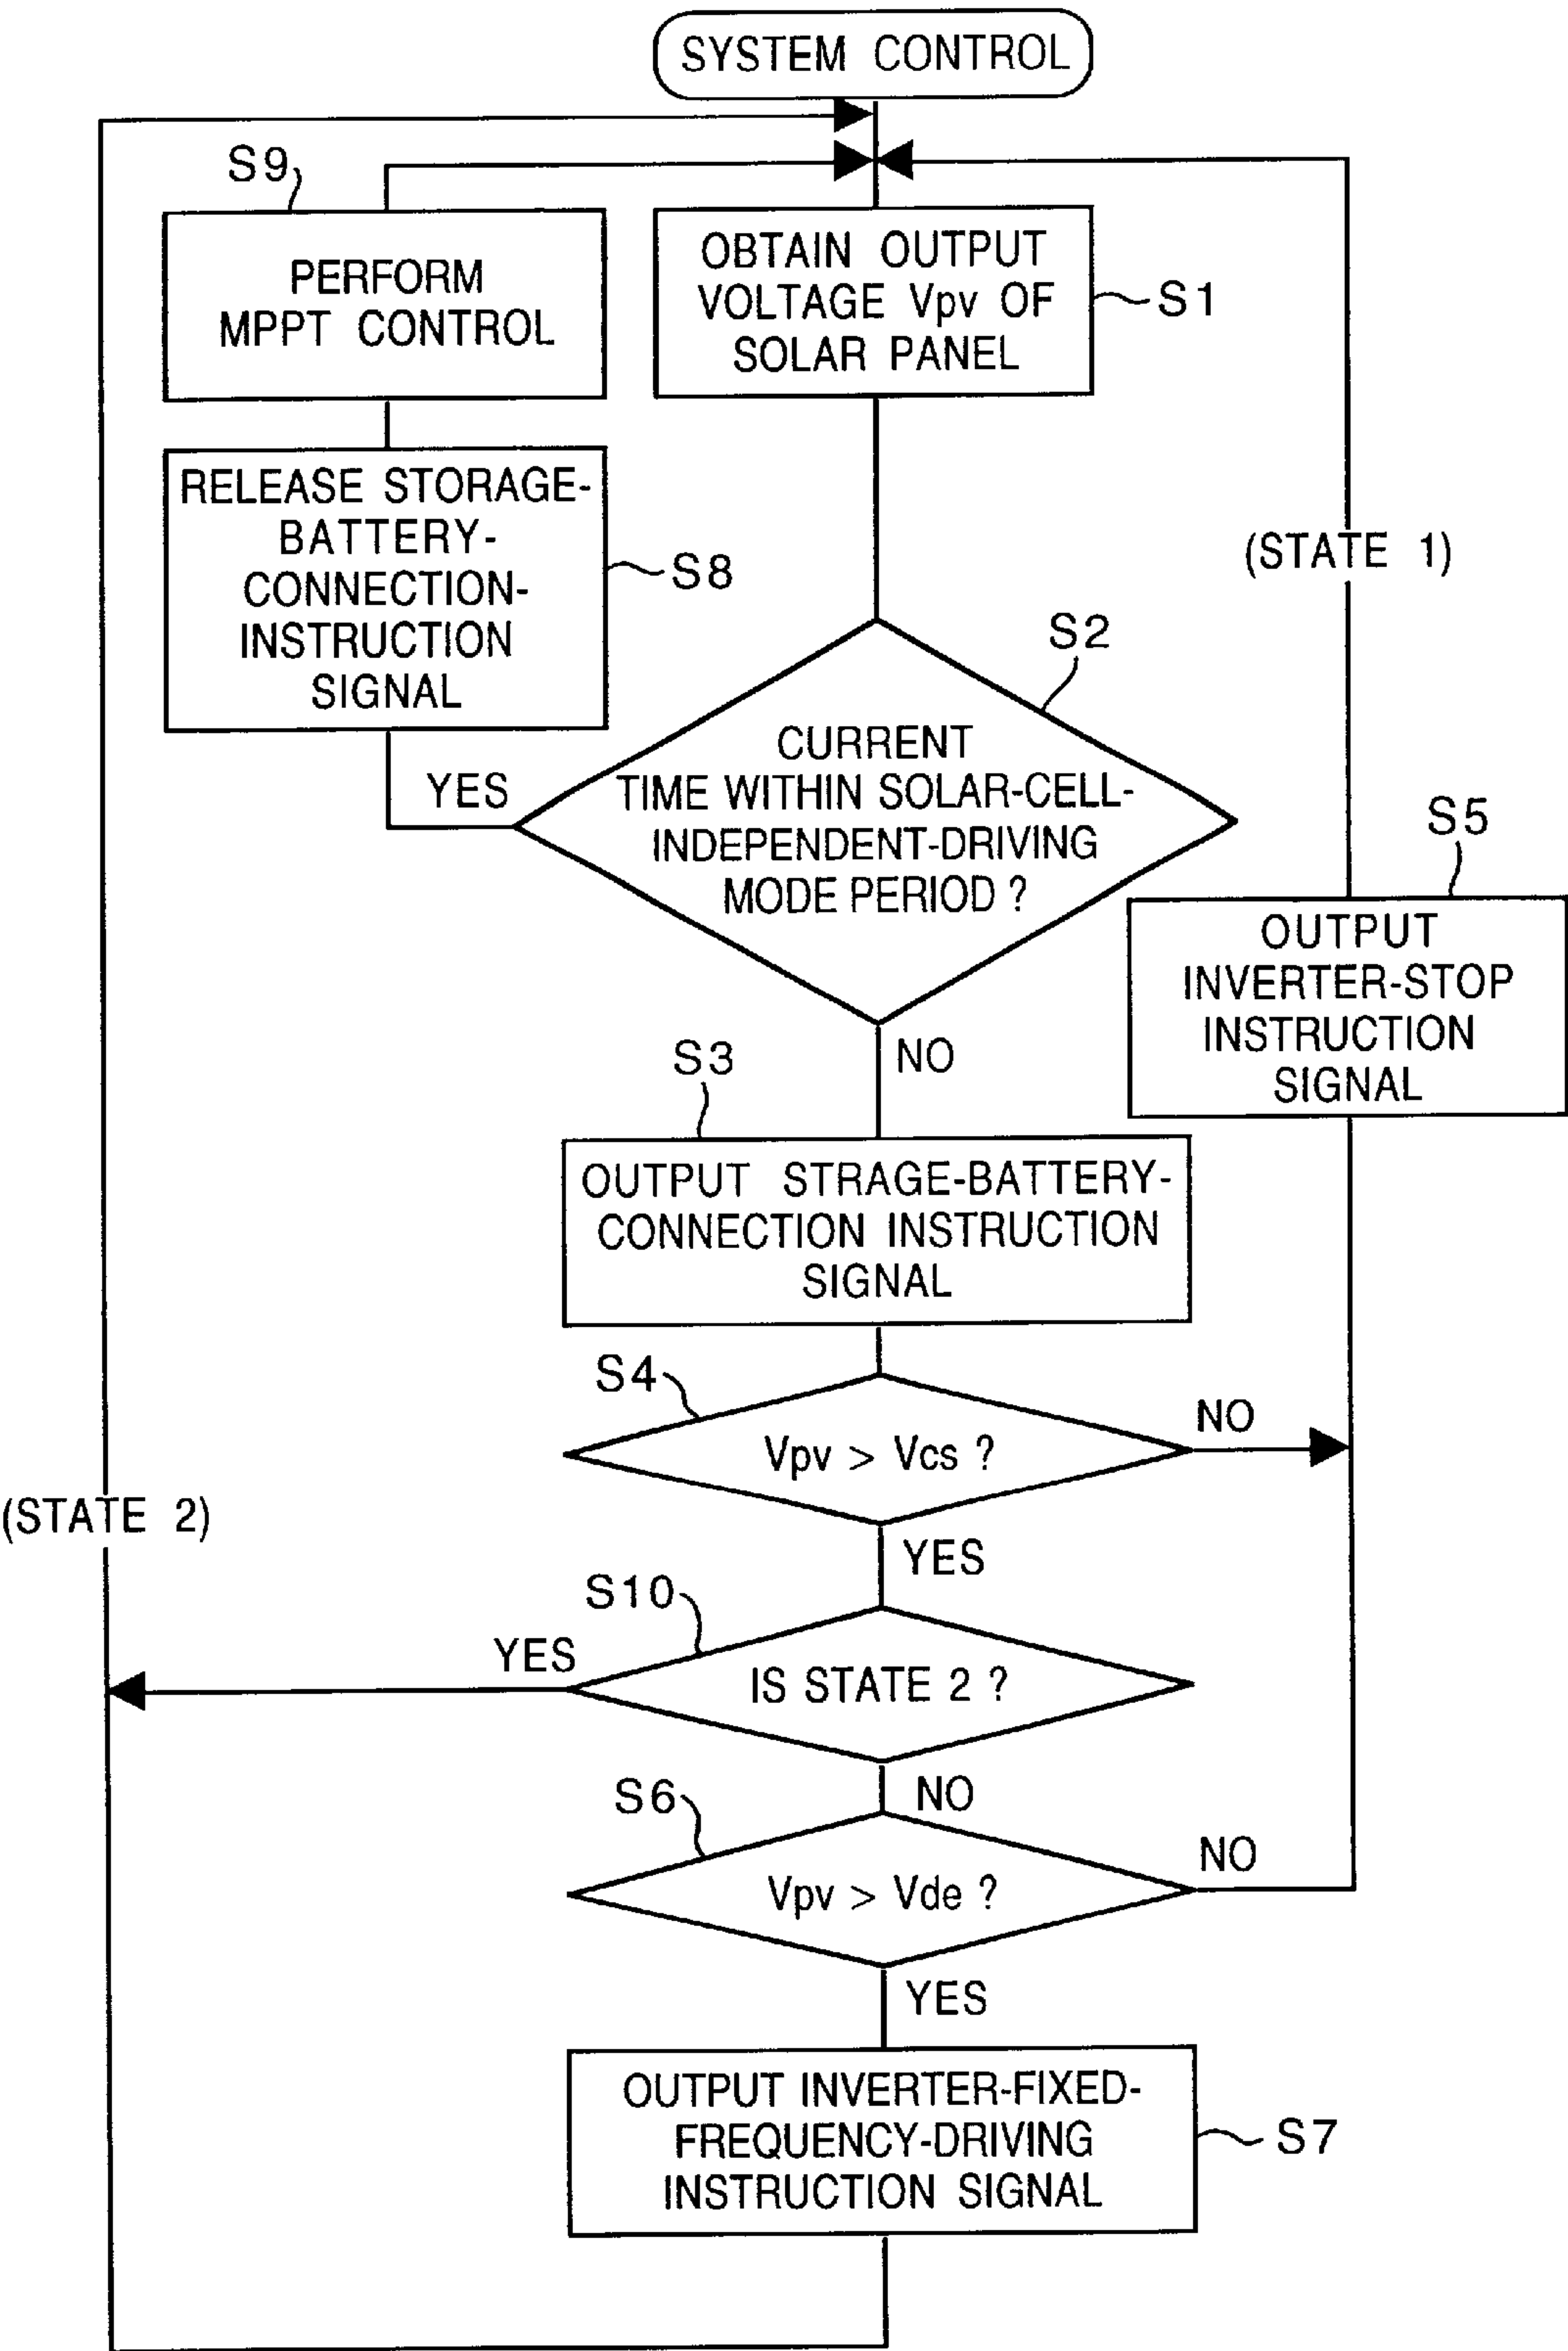 SYSTEM CONTROL
S9
PERFORM
MPPT CONTROL
OBTAIN OUTPUT
VOLTAGE Vpv OF
SOLAR PANEL
S1
RELEASE STORAGE-
BATTERY-
CONNECTION-
INSTRUCTION
SIGNAL
S8
(STATE 1)
S2
CURRENT
TIME WITHIN SOLAR-CELL-
INDEPENDENT-DRIVING
MODE PERIOD ?
YES
S5
OUTPUT
INVERTER-STOP
INSTRUCTION
SIGNAL
NO
S3
OUTPUT STRAGE-BATTERY-
CONNECTION INSTRUCTION
SIGNAL
S4
Vpv > Vcs ?
NO
(STATE 2)
YES
S10
YES
IS STATE 2 ?
NO
S6
Vpv > Vde ?
NO
YES
OUTPUT INVERTER-FIXED-
FREQUENCY-DRIVING
INSTRUCTION SIGNAL
S7